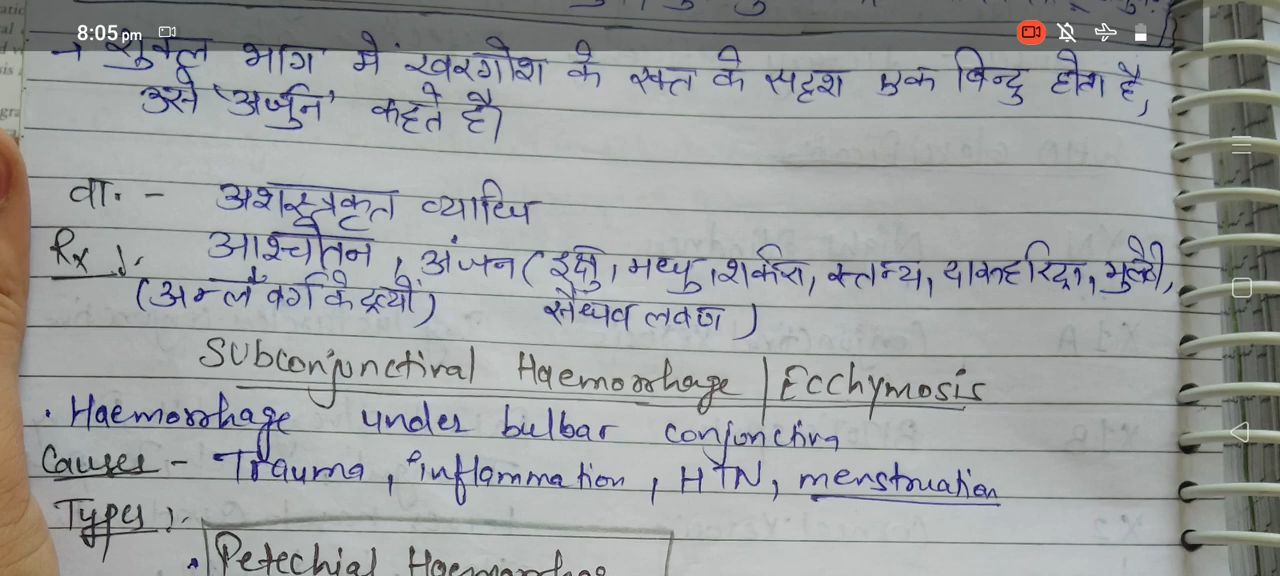 8:05 pm
→ शुक्ल भाग में खरगोश के रक्त के सदृश एक बिन्दु होता है,
उसे 'अर्जुन' कहते है।
वा. - अशस्त्रकृत व्याधि
Rx :- आश्चोतन, अंजन (इक्षु, मधु, शर्करा, स्तन्य, दारूहरिद्रा, मुलेठी,
(अम्ल वर्ग के द्रव्यों) सैंधव लवण)
Subconjunctival Haemorrhage | Ecchymosis
• Haemorrhage under bulbar conjunctiva
Causes - Trauma, inflammation, HTN, menstruation
Types :-
• Petechial Haemorrhag